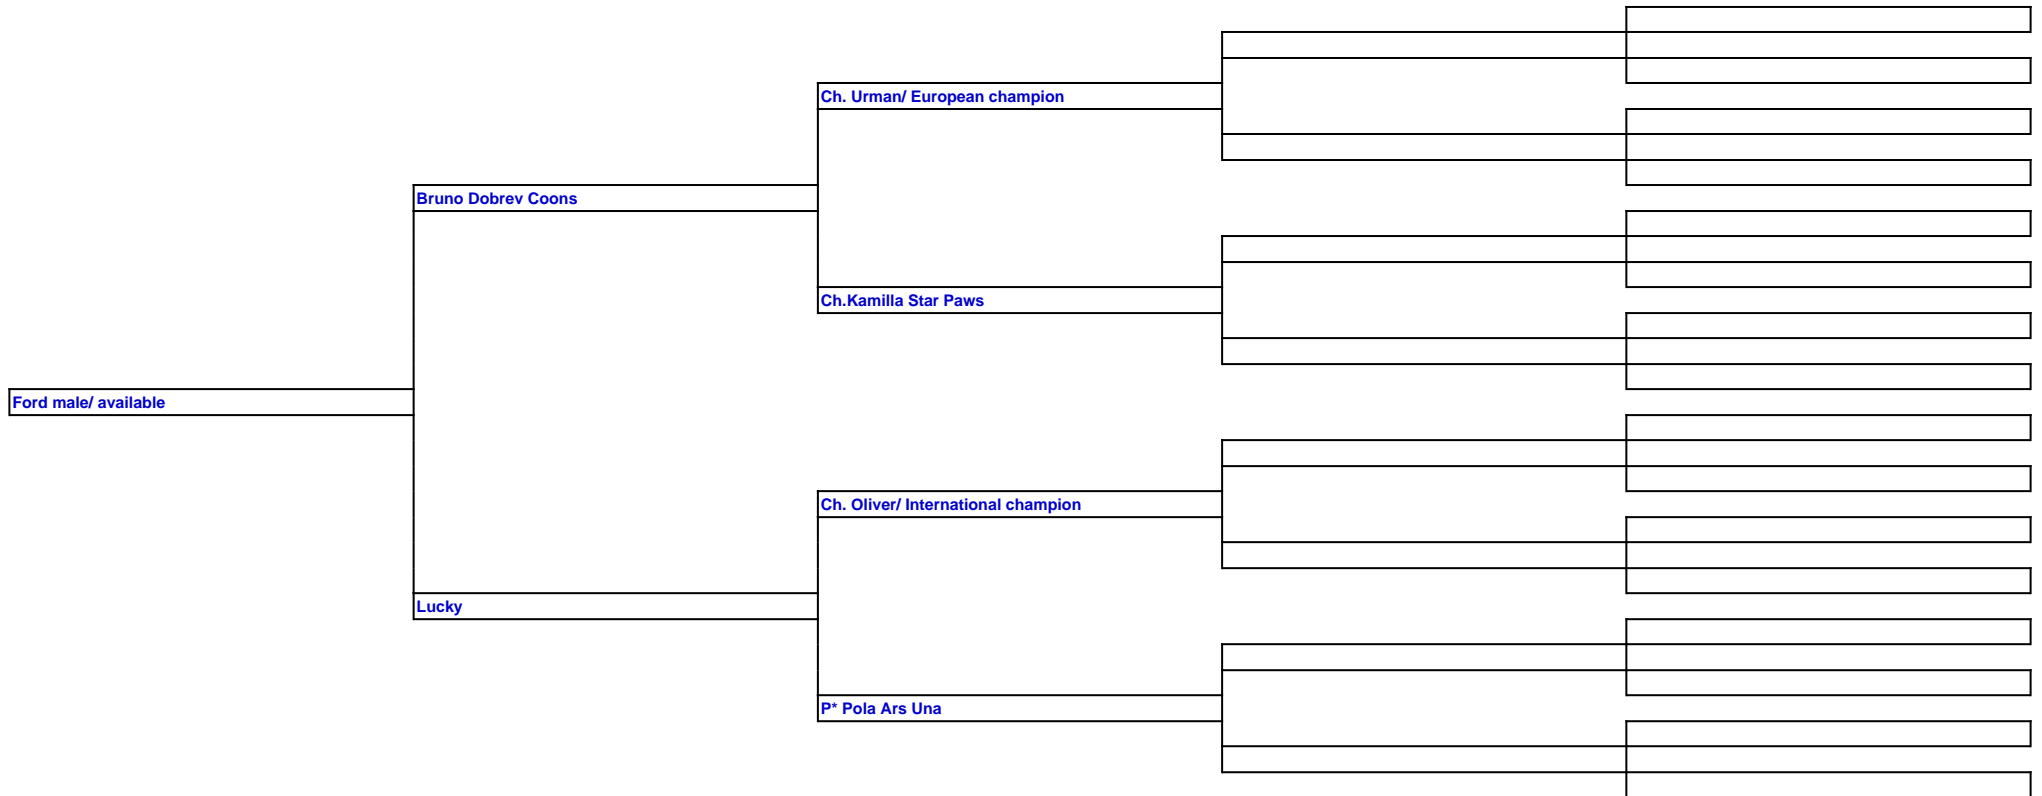 Ch. Urman/ European champion
Bruno Dobrev Coons
Ch.Kamilla Star Paws
Ford male/ available
Ch. Oliver/ International champion
Lucky
P* Pola Ars Una